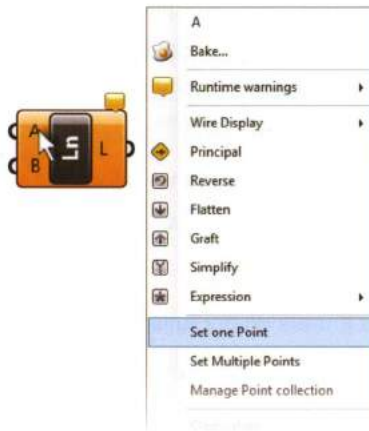 A
Bake...
Runtime warnings
Wire Display
Principal
Reverse
Flatten
Graft
Simplify
Expression
Set one Point
Set Multiple Points
Manage Point collection
A
B
Ln
L